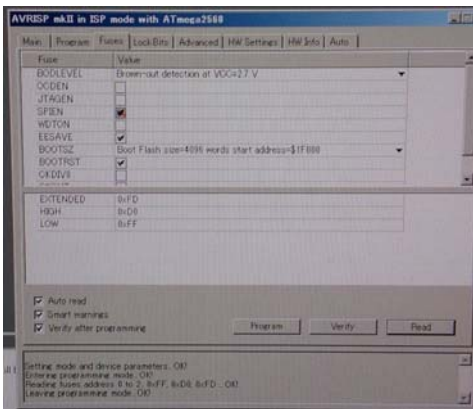 AVRISP mkII in ISP mode with ATmega2560
Main Program Fuses LockBits Advanced HW Settings HW Info Auto
Fuse Value
BODLEVEL Brown-out detection at VCC=2.7 V
OCDEN
JTAGEN
SPIEN
WDTON
EESAVE
BOOTSZ Boot Flash size=4096 words start address=$1F000
BOOTRST
CKDIV8
EXTENDED 0xFD
HIGH 0xD0
LOW 0xFF
Auto read
Smart warnings
Verify after programming
Program Verify Read
Setting mode and device parameters.. OK!
Entering programming mode.. OK!
Reading fuses address 0 to 2.. 0xFF, 0xD0, 0xFD .. OK!
Leaving programming mode.. OK!